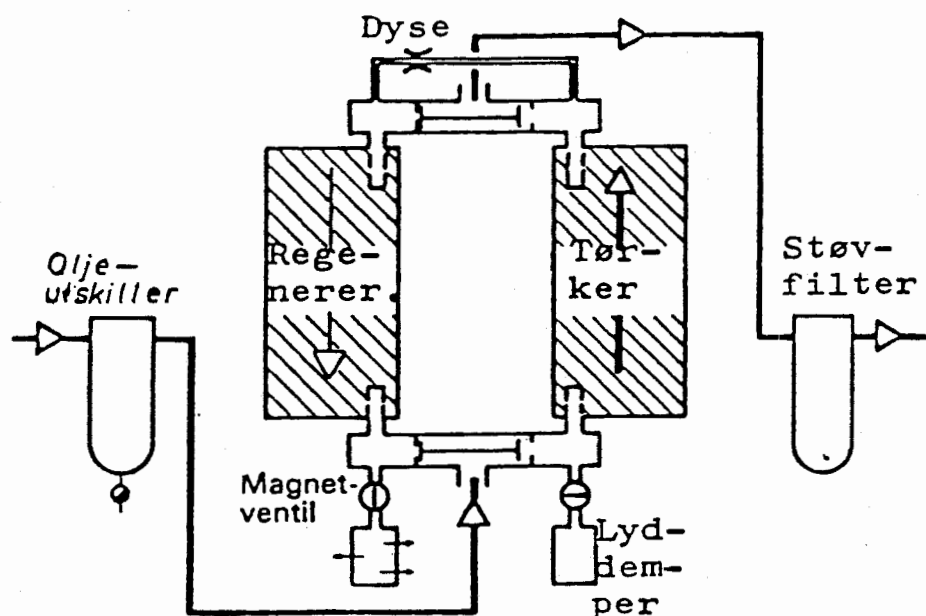 Dyse
Olje-
utskiller
Rege-
nerer
Tør-
ker
Støv-
filter
Magnet-
ventil
Lyd-
dem-
per